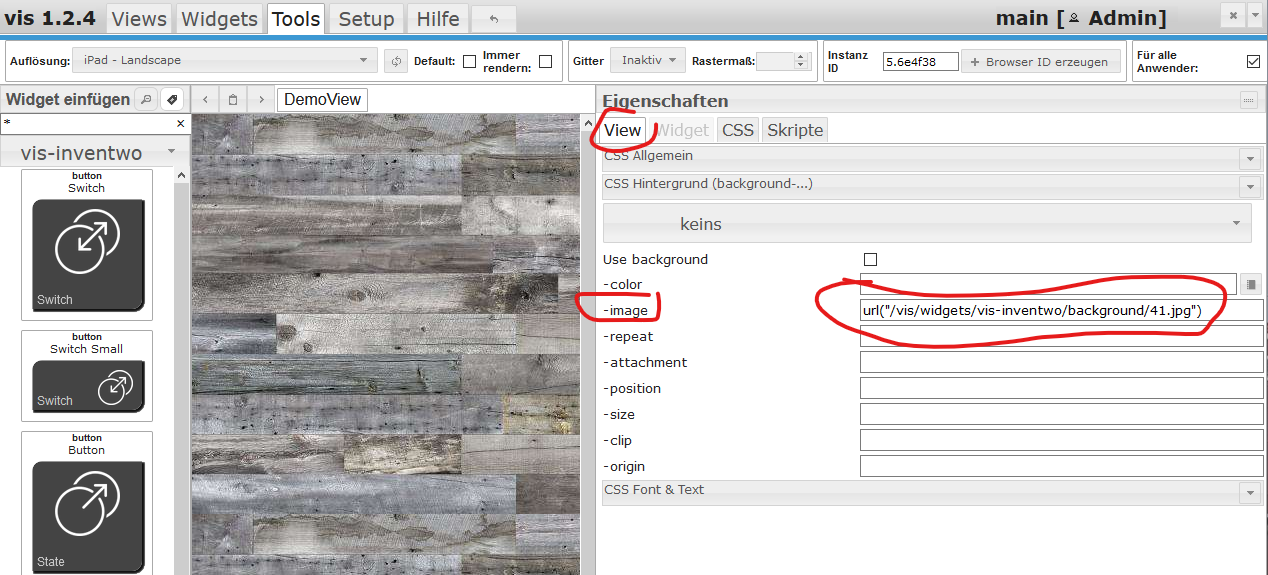 vis 1.2.4 Views Widgets Tools Setup Hilfe main [ Admin]
Auflösung: iPad - Landscape Default: Immer rendern: Gitter Inaktiv Rastermaß: Instanz ID 5.6e4f38 + Browser ID erzeugen Für alle Anwender:
Widget einfügen DemoView Eigenschaften
*
View Widget CSS Skripte
vis-inventwo
CSS Allgemein
CSS Hintergrund (background-...)
keins
Use background
-color
-image url("/vis/widgets/vis-inventwo/background/41.jpg")
-repeat
-attachment
-position
-size
-clip
-origin
CSS Font & Text
button
Switch
Switch
button
Switch Small
Switch
button
Button
State